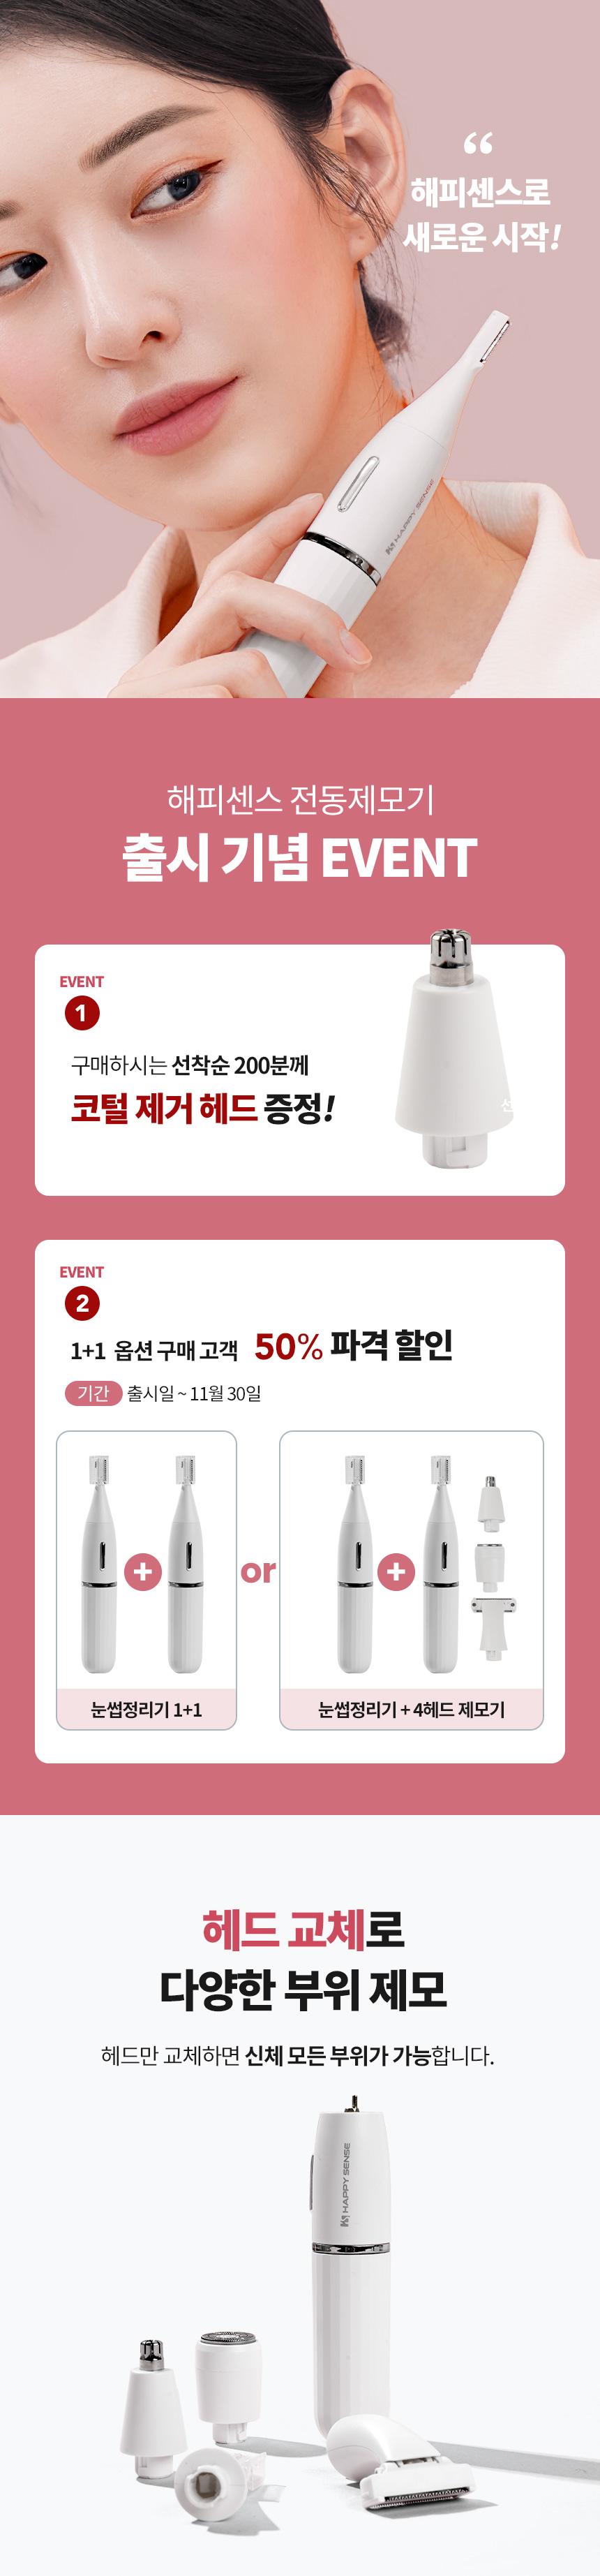 “
해피센스로
새로운 시작!
HAPPY SENSE
해피센스 전동제모기
출시 기념 EVENT
EVENT
1
구매하시는 선착순 200분께
코털 제거 헤드 증정!
EVENT
2
1+1 옵션 구매 고객 50% 파격 할인
기간 출시일 ~ 11월 30일
+
or
+
눈썹정리기 1+1
눈썹정리기 + 4헤드 제모기
헤드 교체로
다양한 부위 제모
헤드만 교체하면 신체 모든 부위가 가능합니다.
HAPPY SENSE